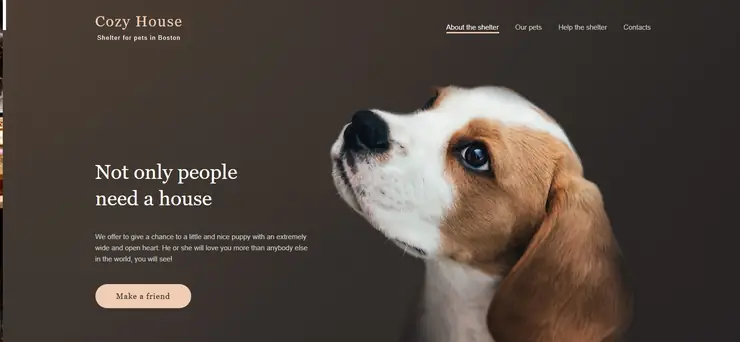 Cozy House
Shelter for pets in Boston
About the shelter
Our pets
Help the shelter
Contacts
Not only people
need a house
We offer to give a chance to a little and nice puppy with an extremely
wide and open heart. He or she will love you more than anybody else
in the world, you will see!
Make a friend